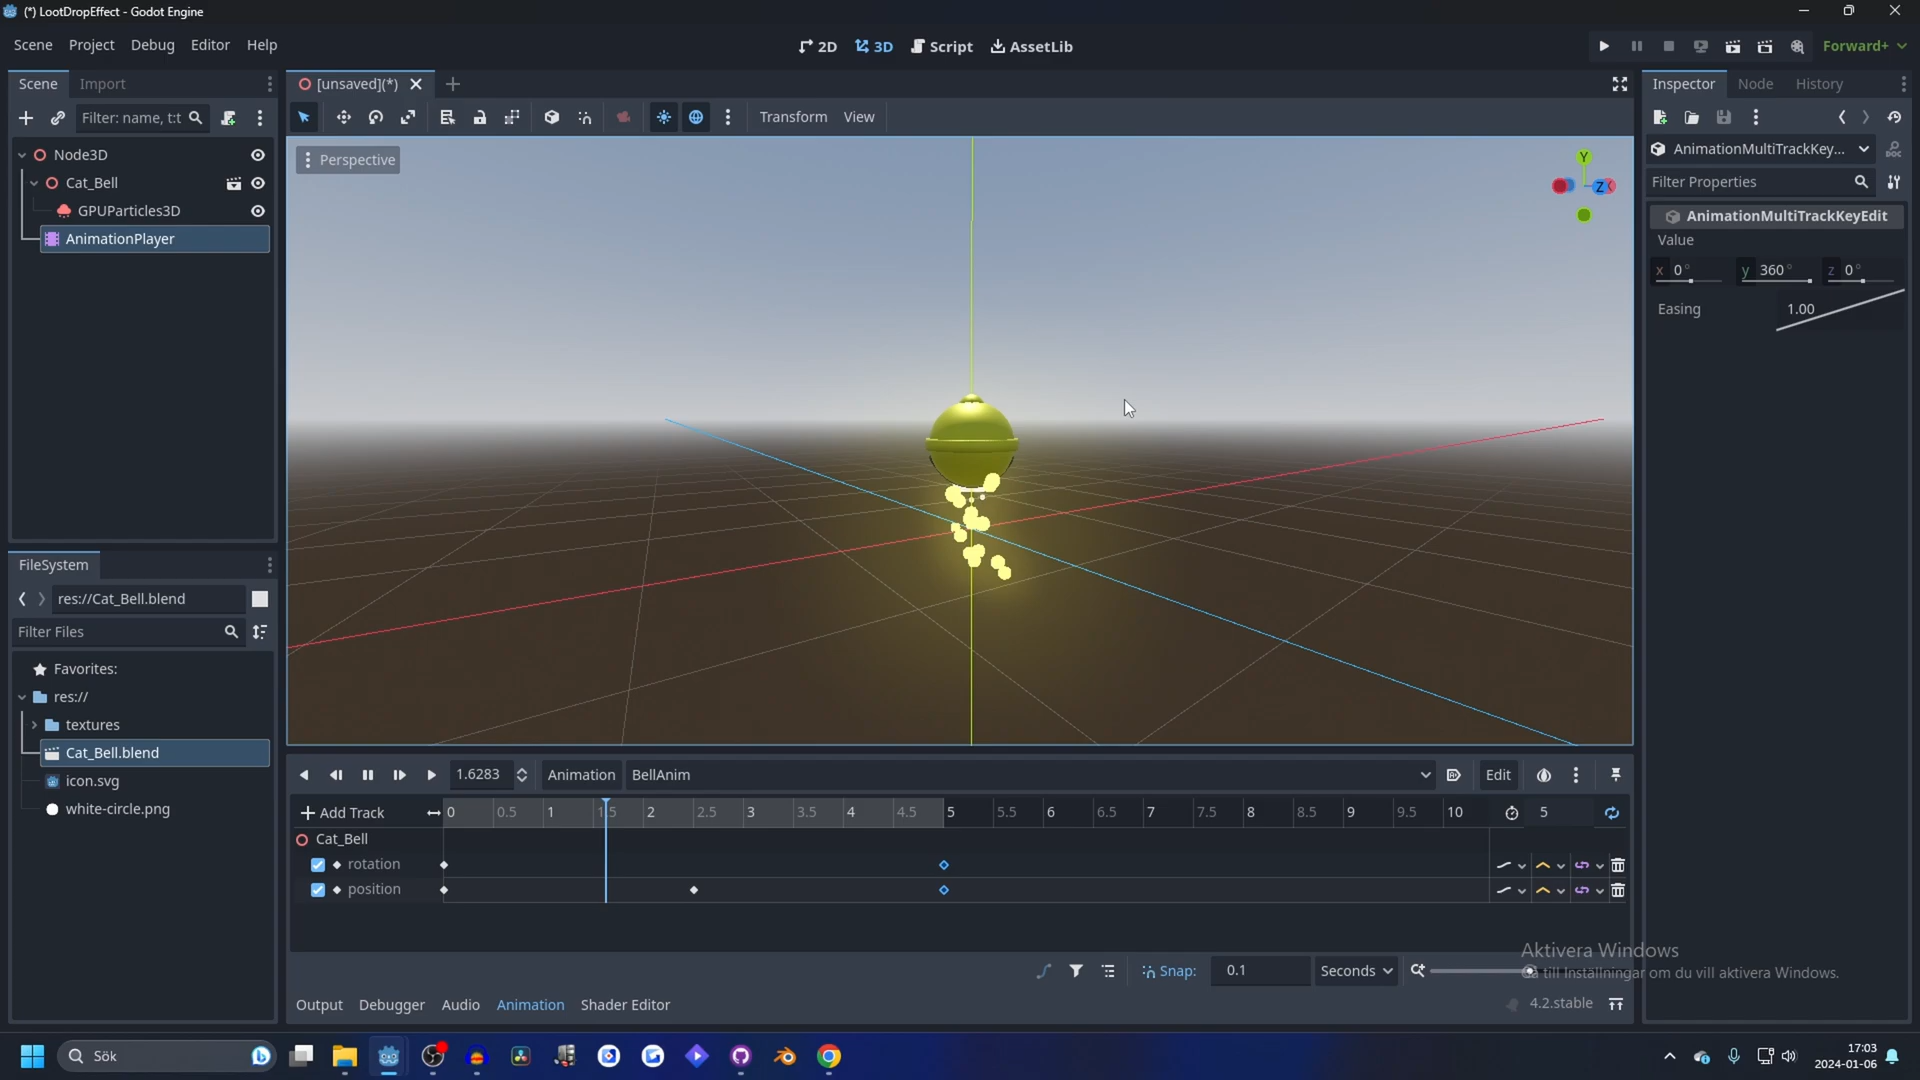 (*) LootDropEffect - Godot Engine
Scene Project Debug Editor Help
2D 3D Script AssetLib
Forward+
Scene Import
[unsaved](*)
Inspector Node History
Filter: name, t:t
Transform View
Node3D
Cat_Bell
GPUParticles3D
AnimationPlayer
Perspective
Y
Z
AnimationMultiTrackKey...
Filter Properties
AnimationMultiTrackKeyEdit
Value
x 0° y 360° z 0°
Easing 1.00
FileSystem
res://Cat_Bell.blend
Filter Files
Favorites:
res://
textures
Cat_Bell.blend
icon.svg
white-circle.png
1.6283 Animation BellAnim Edit
Add Track 0 0.5 1 1.5 2 2.5 3 3.5 4 4.5 5 5.5 6 6.5 7 7.5 8 8.5 9 9.5 10 5
Cat_Bell
rotation
position
Snap: 0.1 Seconds
Aktivera Windows
Gå till Inställningar om du vill aktivera Windows.
Output Debugger Audio Animation Shader Editor
4.2.stable
Sök
17:03
2024-01-06